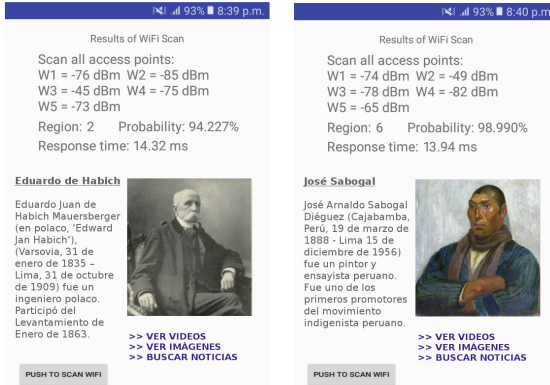 93% 8:39 p.m.
Results of WiFi Scan
Scan all access points:
W1 = -76 dBm W2 = -85 dBm
W3 = -45 dBm W4 = -75 dBm
W5 = -73 dBm
Region: 2 Probability: 94.227%
Response time: 14.32 ms
Eduardo de Habich
Eduardo Juan de
Habich Mauersberger
(en polaco, 'Edward
Jan Habich'),
(Varsovia, 31 de
enero de 1835 –
Lima, 31 de octubre
de 1909) fue un
ingeniero polaco.
Participó del
Levantamiento de
Enero de 1863.
>> VER VIDEOS
>> VER IMÀGENES
>> BUSCAR NOTICIAS
PUSH TO SCAN WIFI
93% 8:40 p.m.
Results of WiFi Scan
Scan all access points:
W1 = -74 dBm W2 = -49 dBm
W3 = -78 dBm W4 = -82 dBm
W5 = -65 dBm
Region: 6 Probability: 98.990%
Response time: 13.94 ms
José Sabogal
José Arnaldo Sabogal
Diéguez (Cajabamba,
Perú, 19 de marzo de
1888 - Lima 15 de
diciembre de 1956)
fue un pintor y
ensayista peruano.
Fue uno de los
primeros promotores
del movimiento
indigenista peruano.
>> VER VIDEOS
>> VER IMÀGENES
>> BUSCAR NOTICIAS
PUSH TO SCAN WIFI